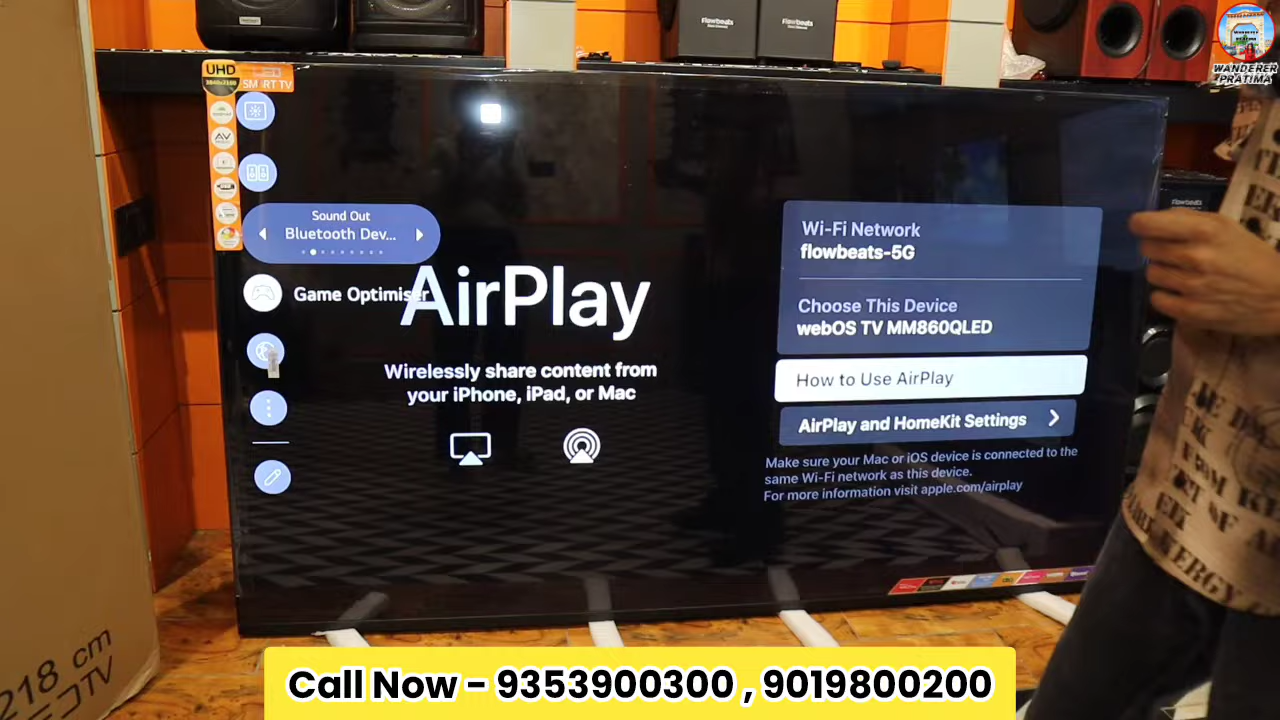 Flowbeats
Flowbeats
WANDERER
PRATIMA
UHD
SMART TV
Sound Out
Bluetooth Dev...
Game Optimiser
AirPlay
Wirelessly share content from
your iPhone, iPad, or Mac
Wi-Fi Network
flowbeats-5G
Choose This Device
webOS TV MM860QLED
How to Use AirPlay
AirPlay and HomeKit Settings
Make sure your Mac or iOS device is connected to the
same Wi-Fi network as this device.
For more information visit apple.com/airplay
218 cm
TV
Call Now - 9353900300 , 9019800200